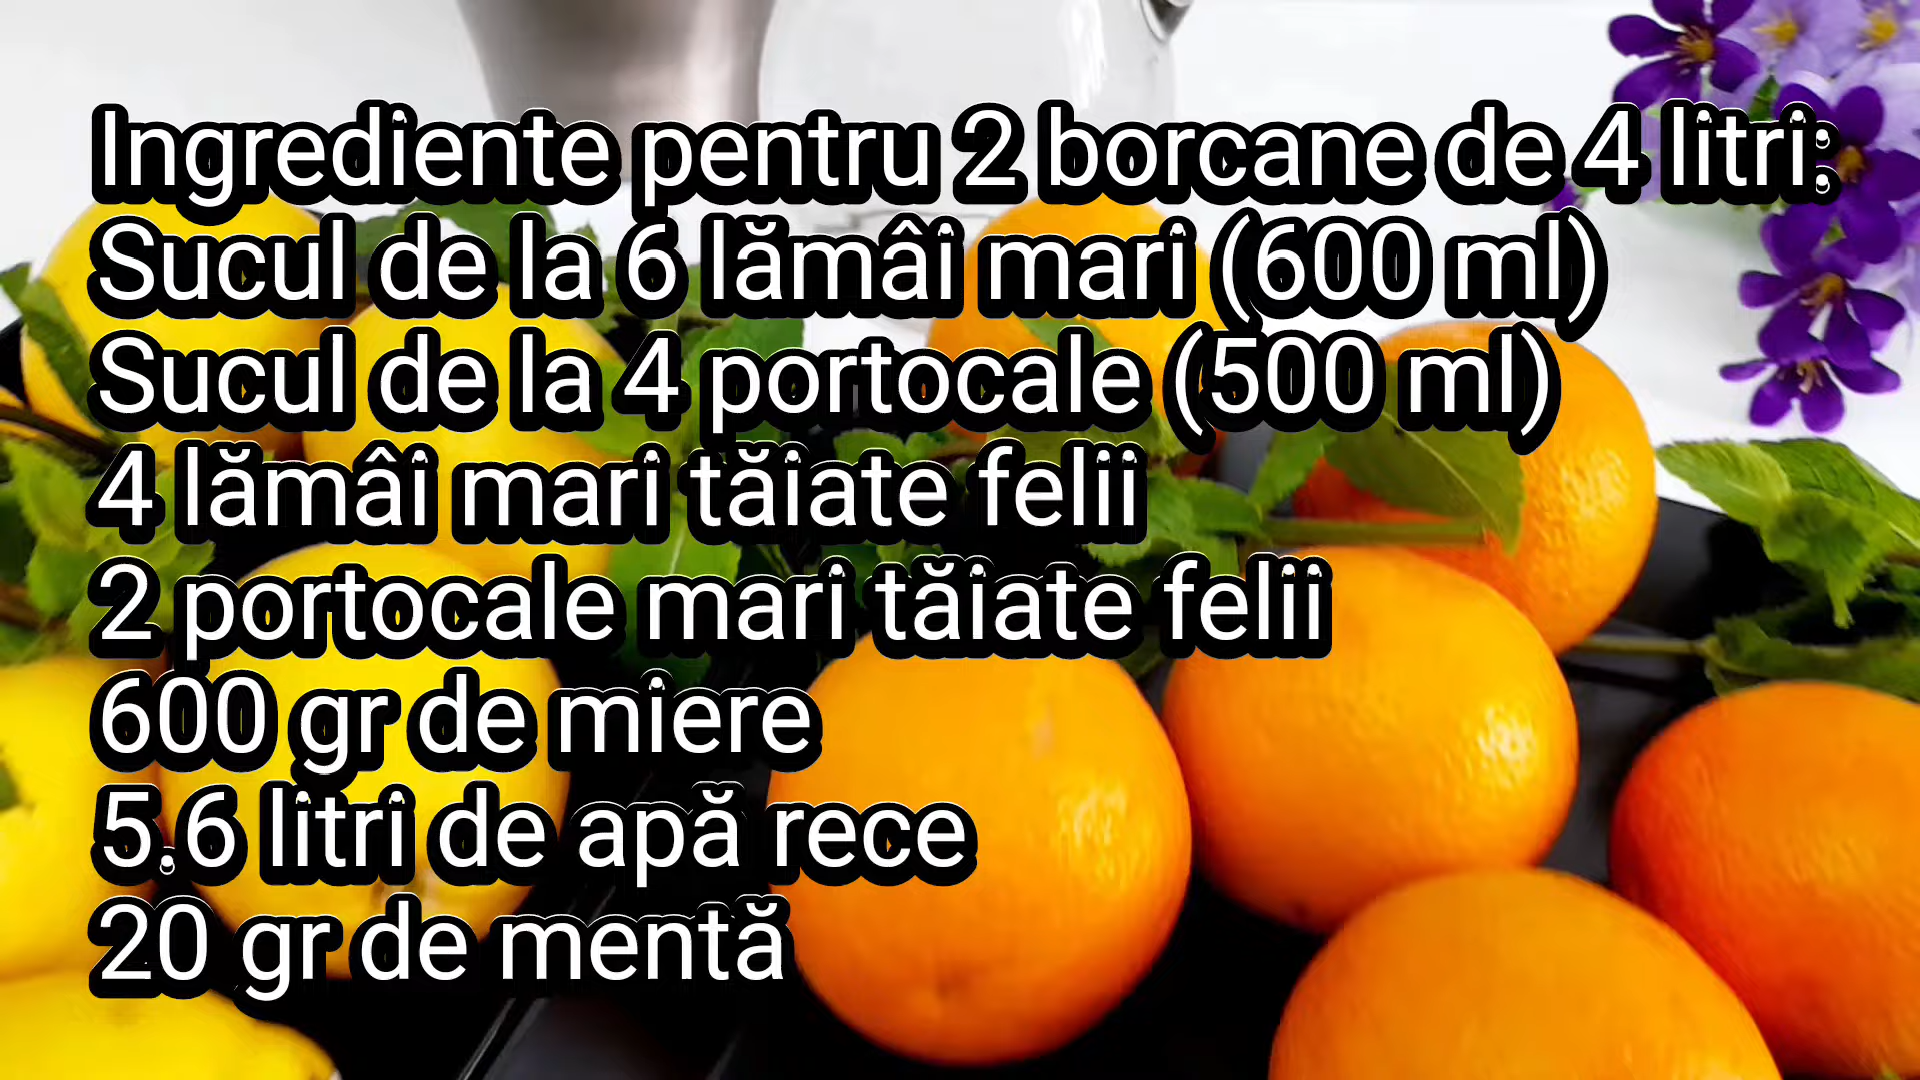 Ingrediente pentru 2 borcane de 4 litri:
Sucul de la 6 lămâi mari (600 ml)
Sucul de la 4 portocale (500 ml)
4 lămâi mari tăiate felii
2 portocale mari tăiate felii
600 gr de miere
5.6 litri de apă rece
20 gr de mentă